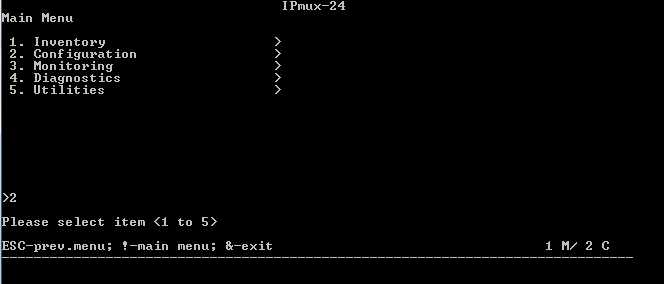 IPmux-24
Main Menu
1. Inventory >
2. Configuration >
3. Monitoring >
4. Diagnostics >
5. Utilities >
>2
Please select item <1 to 5>
ESC-prev.menu; !-main menu; &-exit 1 M/ 2 C